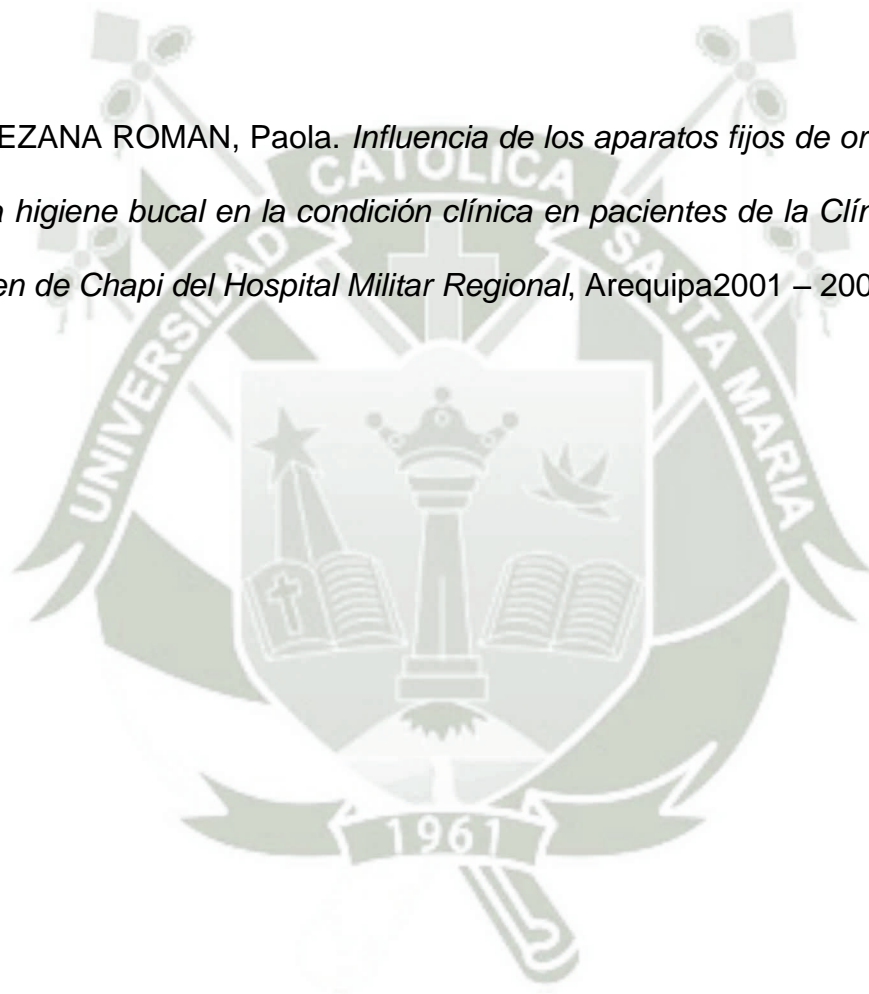 EZANA ROMAN, Paola. Influencia de los aparatos fijos de or
a higiene bucal en la condición clínica en pacientes de la Clín
en de Chapi del Hospital Militar Regional, Arequipa2001 – 200
UNIVERSIDAD CATOLICA SANTA MARIA
1961